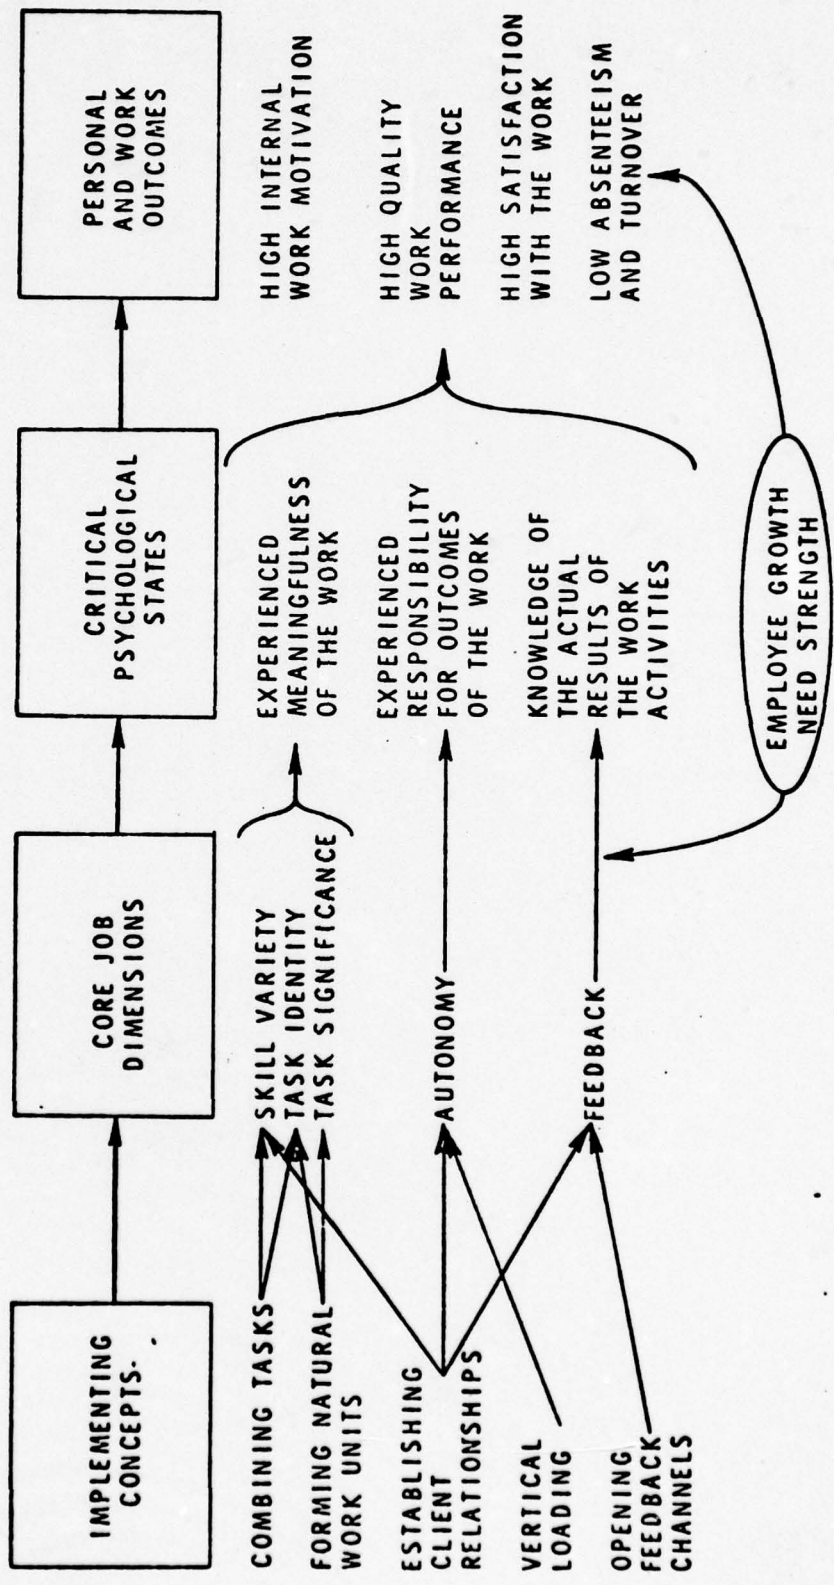 IMPLEMENTING
CONCEPTS
CORE JOB
DIMENSIONS
CRITICAL
PSYCHOLOGICAL
STATES
PERSONAL
AND WORK
OUTCOMES
COMBINING TASKS
FORMING NATURAL
WORK UNITS
ESTABLISHING
CLIENT
RELATIONSHIPS
VERTICAL
LOADING
OPENING
FEEDBACK
CHANNELS
SKILL VARIETY
TASK IDENTITY
TASK SIGNIFICANCE
AUTONOMY
FEEDBACK
EXPERIENCED
MEANINGFULNESS
OF THE WORK
EXPERIENCED
RESPONSIBILITY
FOR OUTCOMES
OF THE WORK
KNOWLEDGE OF
THE ACTUAL
RESULTS OF
THE WORK
ACTIVITIES
HIGH INTERNAL
WORK MOTIVATION
HIGH QUALITY
WORK
PERFORMANCE
HIGH SATISFACTION
WITH THE WORK
LOW ABSENTEEISM
AND TURNOVER
EMPLOYEE GROWTH
NEED STRENGTH